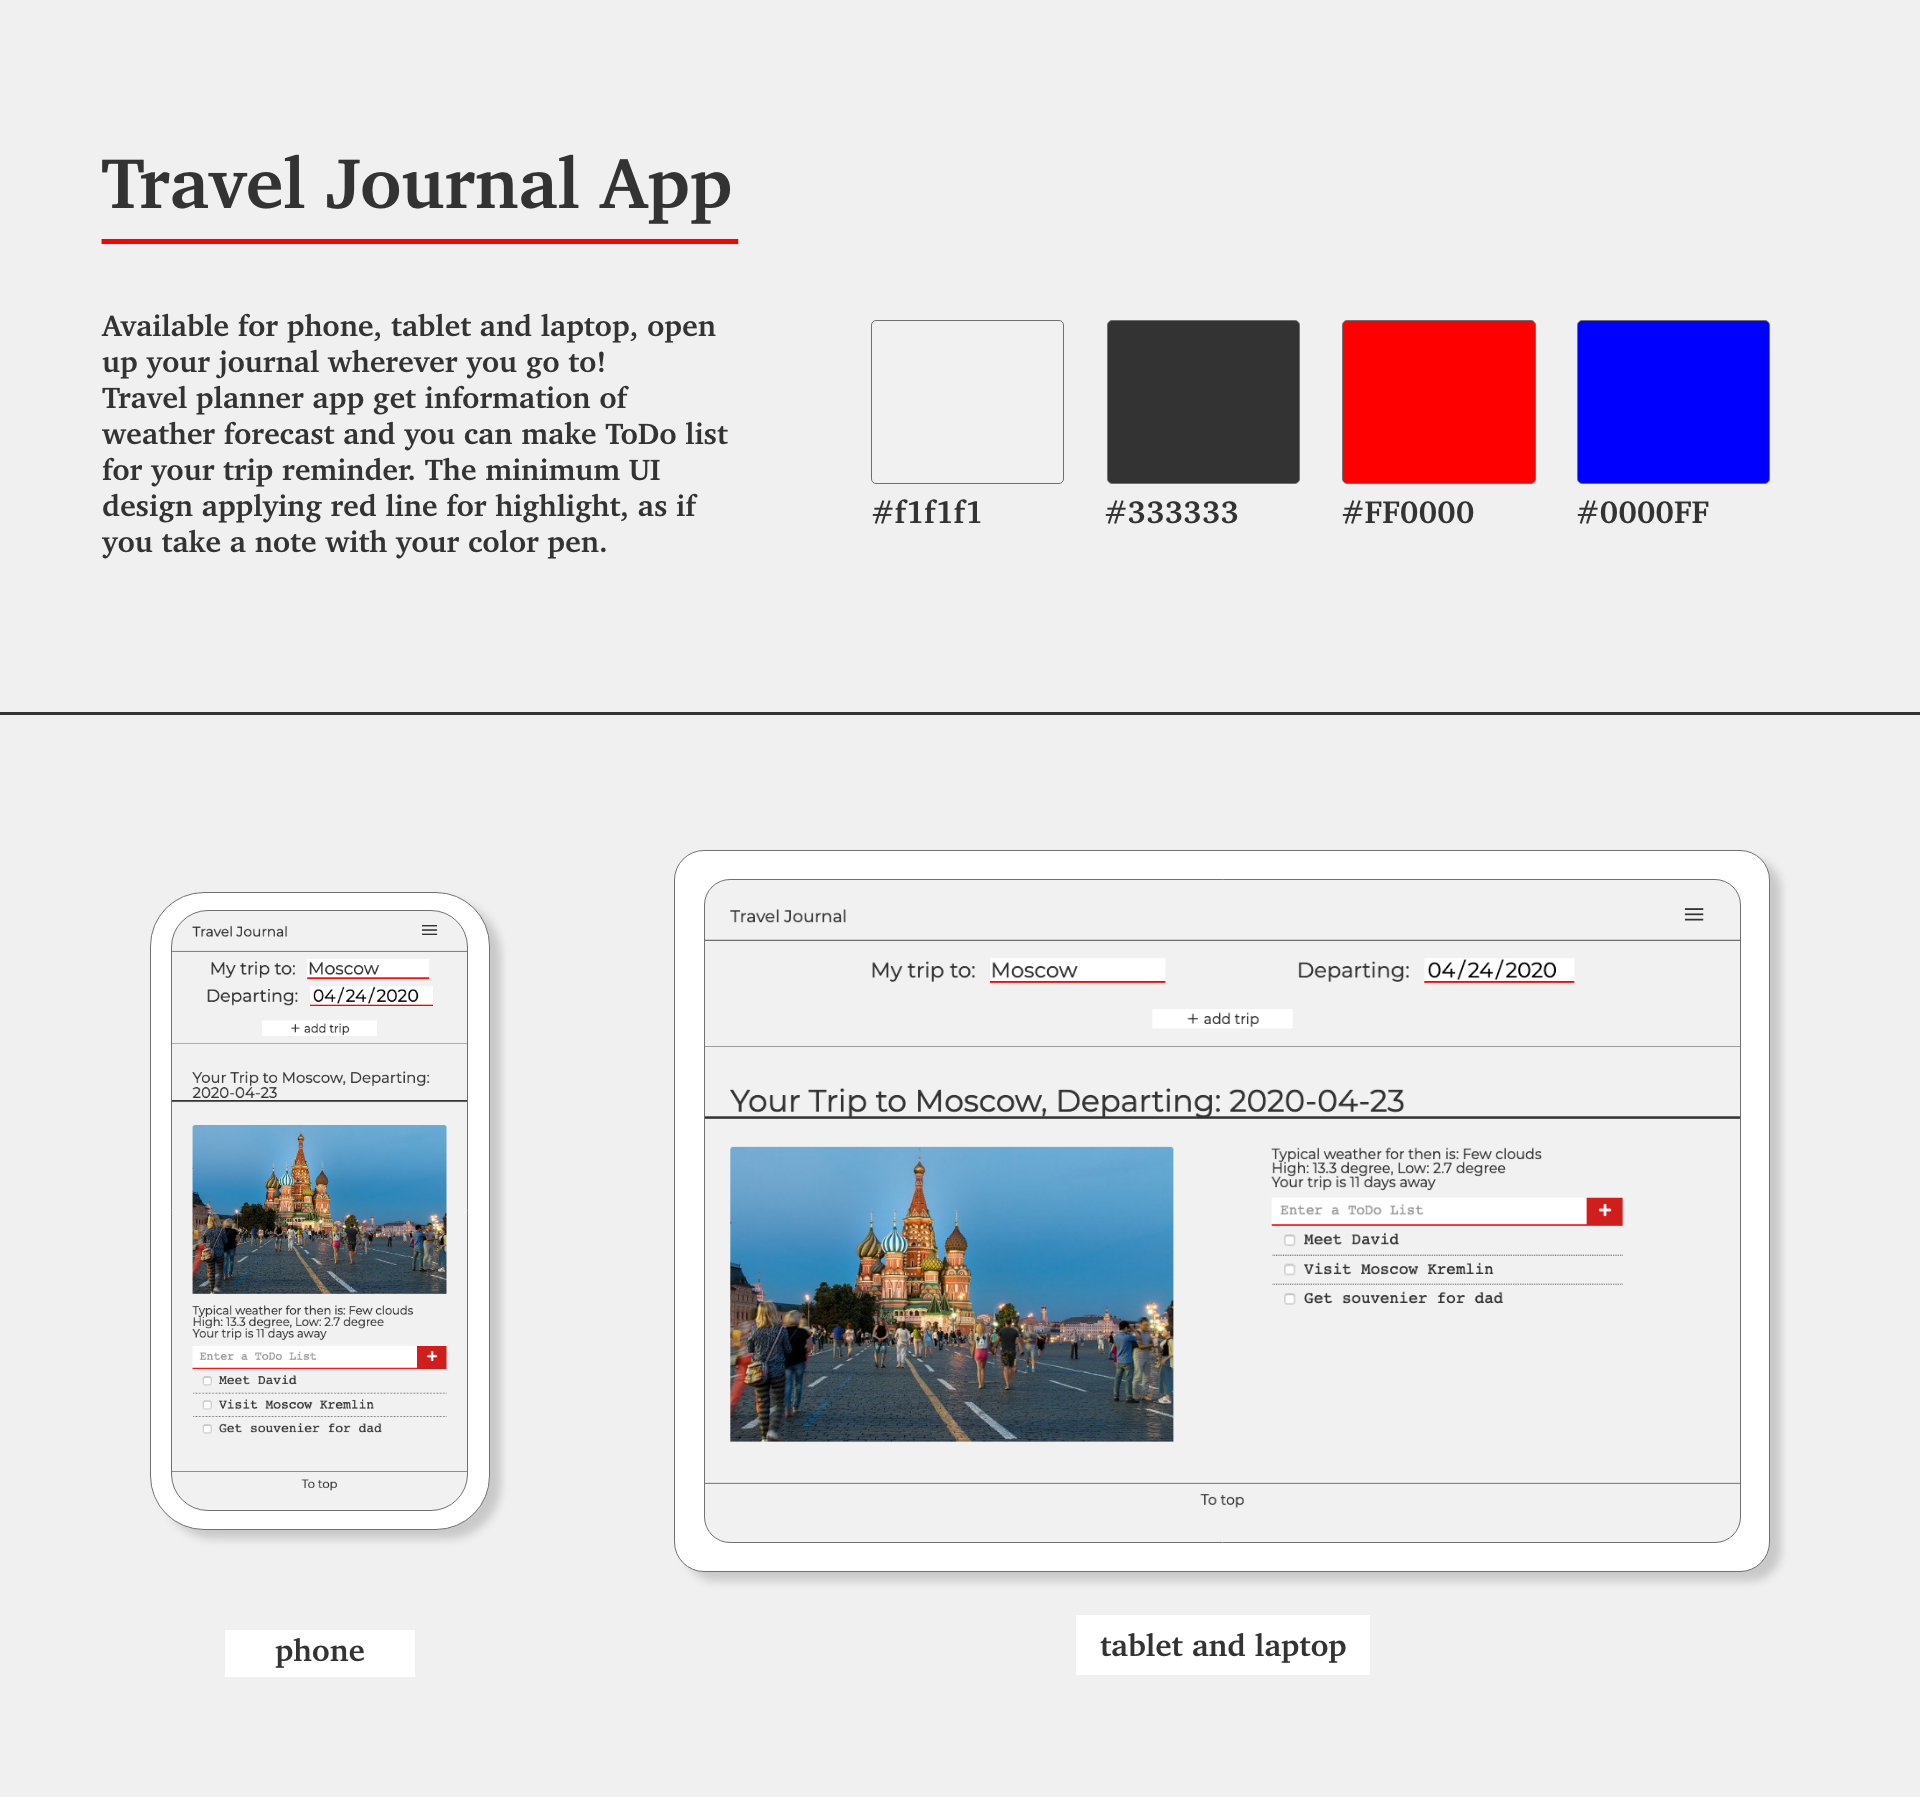 Travel Journal App
Available for phone, tablet and laptop, open
up your journal wherever you go to!
Travel planner app get information of
weather forecast and you can make ToDo list
for your trip reminder. The minimum UI
design applying red line for highlight, as if
you take a note with your color pen.
#f1f1f1
#333333
#FF0000
#0000FF
Travel Journal
My trip to: Moscow
Departing: 04/24/2020
+ add trip
Your Trip to Moscow, Departing:
2020-04-23
Typical weather for then is: Few clouds
High: 13.3 degree, Low: 2.7 degree
Your trip is 11 days away
Enter a ToDo List +
Meet David
Visit Moscow Kremlin
Get souvenier for dad
To top
phone
Travel Journal
My trip to: Moscow Departing: 04/24/2020
+ add trip
Your Trip to Moscow, Departing: 2020-04-23
Typical weather for then is: Few clouds
High: 13.3 degree, Low: 2.7 degree
Your trip is 11 days away
Enter a ToDo List +
Meet David
Visit Moscow Kremlin
Get souvenier for dad
To top
tablet and laptop